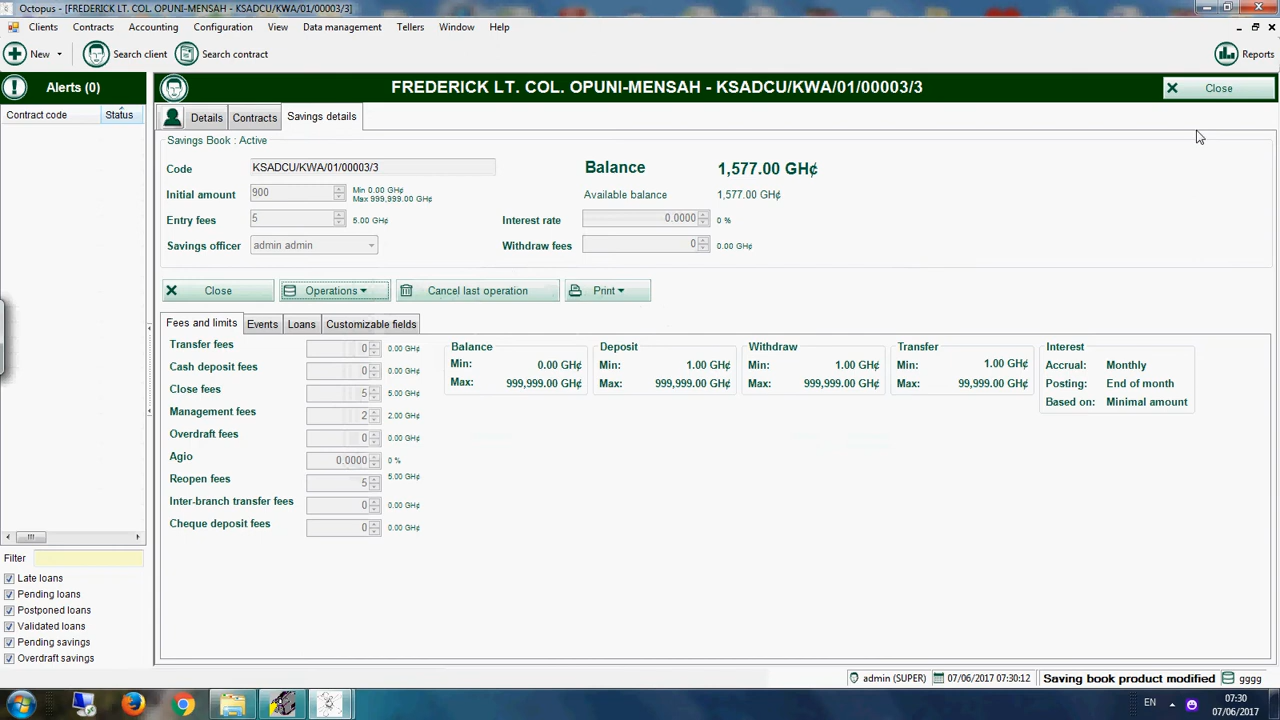 Octopus - [FREDERICK LT. COL. OPUNI-MENSAH - KSADCU/KWA/01/00003/3]
Clients Contracts Accounting Configuration View Data management Tellers Window Help
New Search client Search contract Reports
Alerts (0)
FREDERICK LT. COL. OPUNI-MENSAH - KSADCU/KWA/01/00003/3
Close
Contract code Status
Details Contracts Savings details
Savings Book : Active
Code KSADCU/KWA/01/00003/3 Balance 1,577.00 GH¢
Initial amount 900 Min 0.00 GH¢
Max 999,999.00 GH¢
Available balance 1,577.00 GH¢
Entry fees 5 5.00 GH¢ Interest rate 0.0000 0 %
Savings officer admin admin Withdraw fees 0 0.00 GH¢
Close Operations Cancel last operation Print
Fees and limits Events Loans Customizable fields
Transfer fees 0 0.00 GH¢
Cash deposit fees 0 0.00 GH¢
Close fees 5 5.00 GH¢
Management fees 2 2.00 GH¢
Overdraft fees 0 0.00 GH¢
Agio 0.0000 0 %
Reopen fees 5 5.00 GH¢
Inter-branch transfer fees 0 0.00 GH¢
Cheque deposit fees 0 0.00 GH¢
Balance
Min: 0.00 GH¢
Max: 999,999.00 GH¢
Deposit
Min: 1.00 GH¢
Max: 999,999.00 GH¢
Withdraw
Min: 1.00 GH¢
Max: 999,999.00 GH¢
Transfer
Min: 1.00 GH¢
Max: 99,999.00 GH¢
Interest
Accrual: Monthly
Posting: End of month
Based on: Minimal amount
Filter
Late loans
Pending loans
Postponed loans
Validated loans
Pending savings
Overdraft savings
admin (SUPER) 07/06/2017 07:30:12 Saving book product modified gggg
EN 07:30
07/06/2017